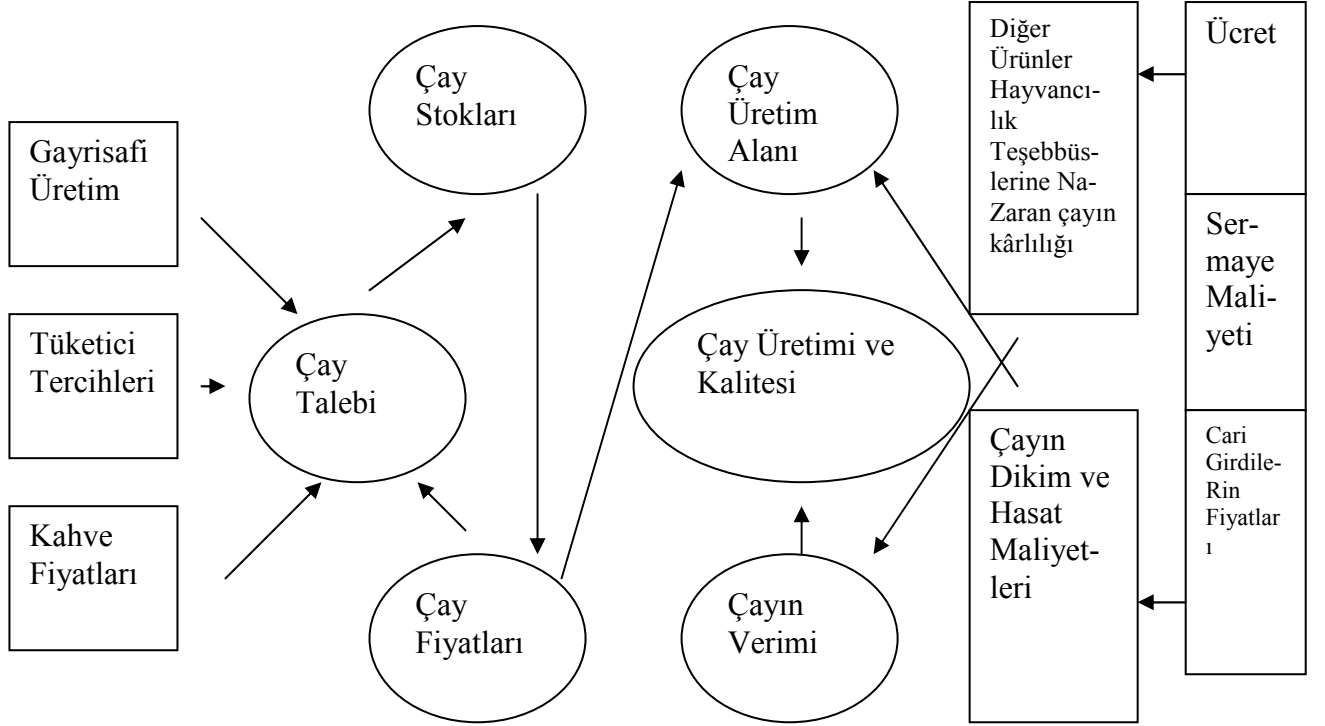 Gayrisafi
Üretim
Tüketici
Tercihleri
Kahve
Fiyatları
Çay
Talebi
Çay
Stokları
Çay
Fiyatları
Çay
Üretim
Alanı
Çay Üretimi ve
Kalitesi
Çayın
Verimi
Diğer
Ürünler
Hayvancı-
lık
Teşebbüs-
lerine Na-
Zaran çayın
kârlılığı
Çayın
Dikim ve
Hasat
Maliyet-
leri
Ücret
Ser-
maye
Mali-
yeti
Cari
Girdile-
Rin
Fiyatlar
ı